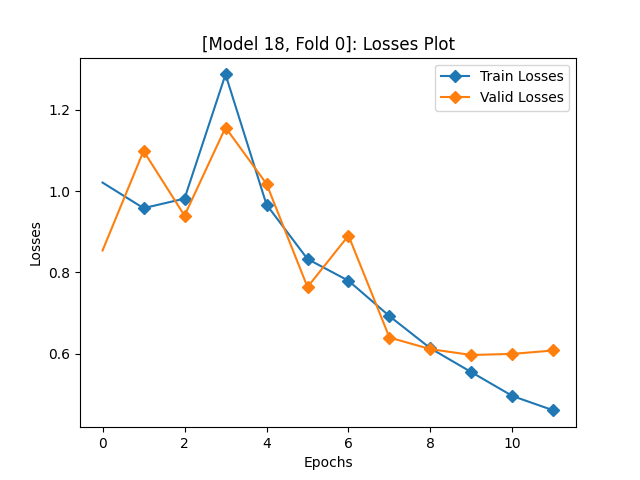 [Model 18, Fold 0]: Losses Plot
Train Losses
Valid Losses
1.2
1.0
0.8
0.6
Losses
0 2 4 6 8 10
Epochs